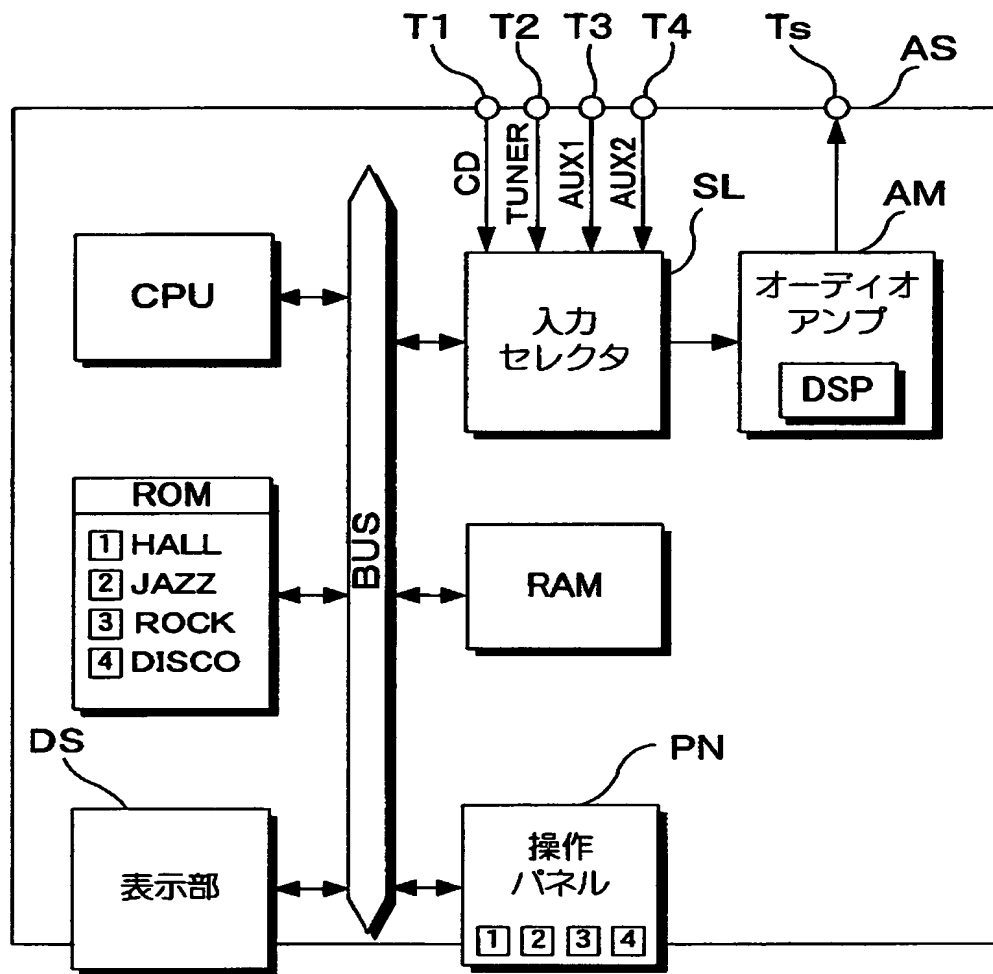 T1 T2 T3 T4 Ts AS
CD
TUNER
AUX1
AUX2
SL
AM
CPU
入力
セレクタ
オーディオ
アンプ
DSP
ROM
1 HALL
2 JAZZ
3 ROCK
4 DISCO
BUS
RAM
DS
PN
表示部
操作
パネル
1 2 3 4